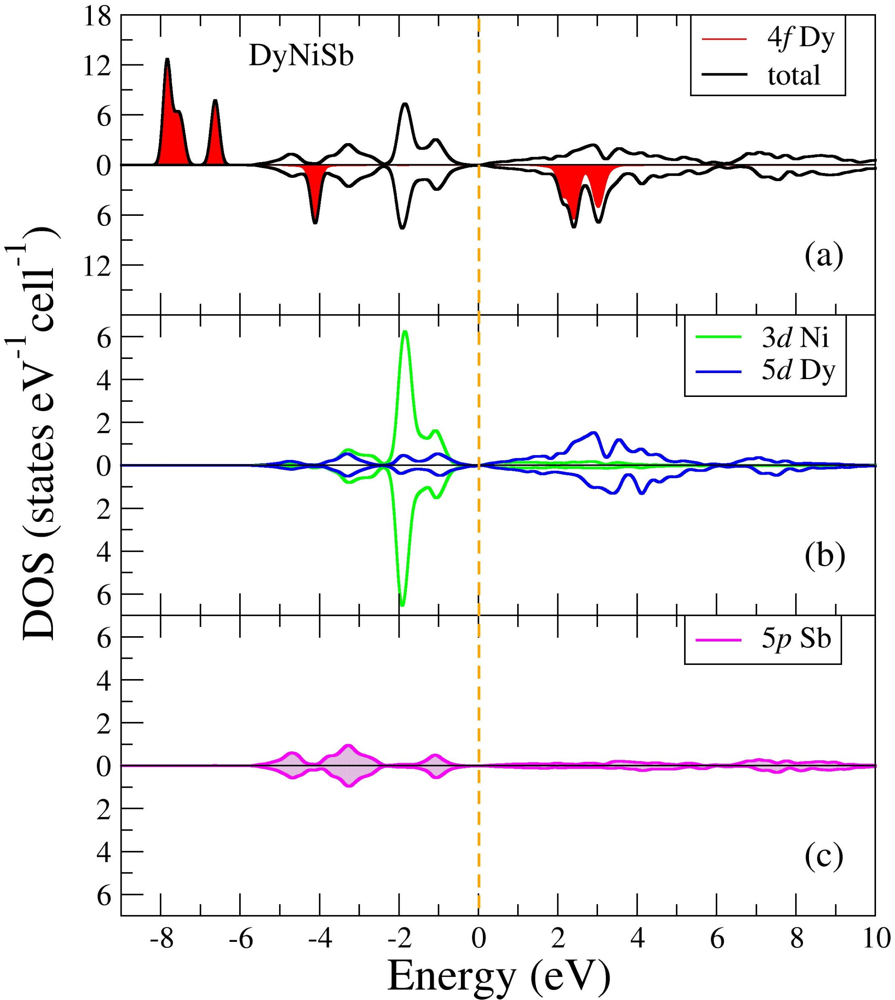 DOS (states eV⁻¹ cell⁻¹)
18
12
6
0
6
12
DyNiSb
4f Dy
total
(a)
6
4
2
0
2
4
6
3d Ni
5d Dy
(b)
6
4
2
0
2
4
6
5p Sb
(c)
-8 -6 -4 -2 0 2 4 6 8 10
Energy (eV)